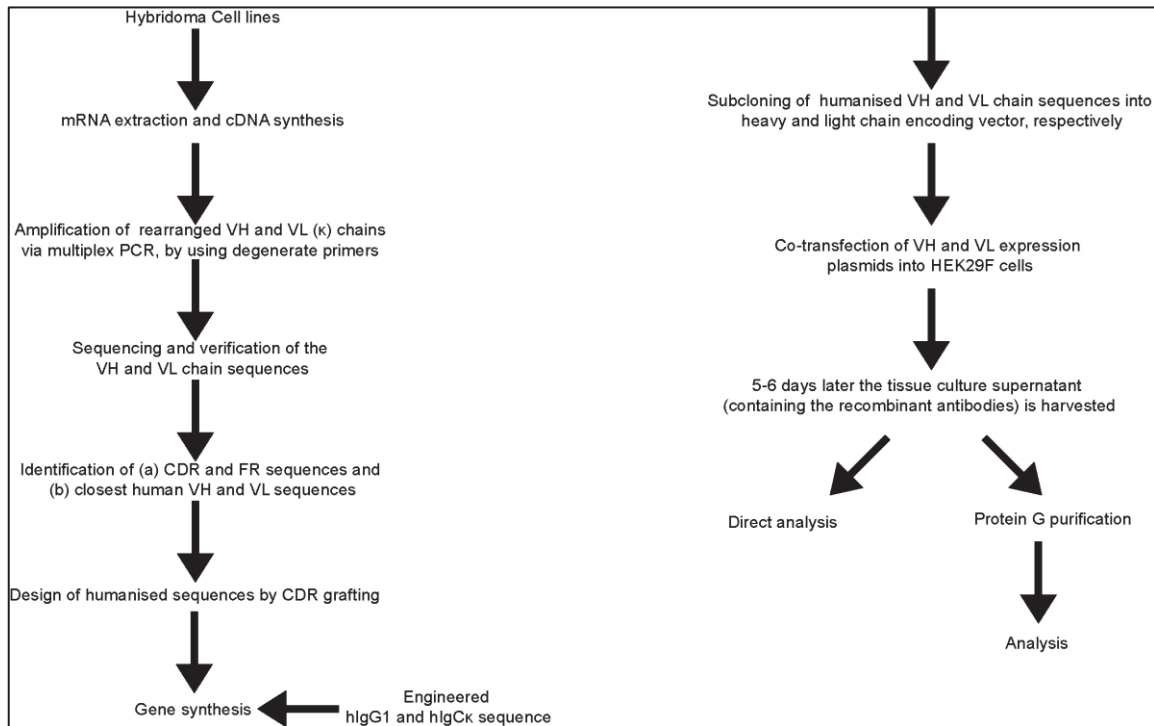 Hybridoma Cell lines
mRNA extraction and cDNA synthesis
Amplification of rearranged VH and VL (κ) chains
via multiplex PCR, by using degenerate primers
Sequencing and verification of the
VH and VL chain sequences
Identification of (a) CDR and FR sequences and
(b) closest human VH and VL sequences
Design of humanised sequences by CDR grafting
Gene synthesis
Engineered
hIgG1 and hIgCκ sequence
Subcloning of humanised VH and VL chain sequences into
heavy and light chain encoding vector, respectively
Co-transfection of VH and VL expression
plasmids into HEK29F cells
5-6 days later the tissue culture supernatant
(containing the recombinant antibodies) is harvested
Direct analysis
Protein G purification
Analysis